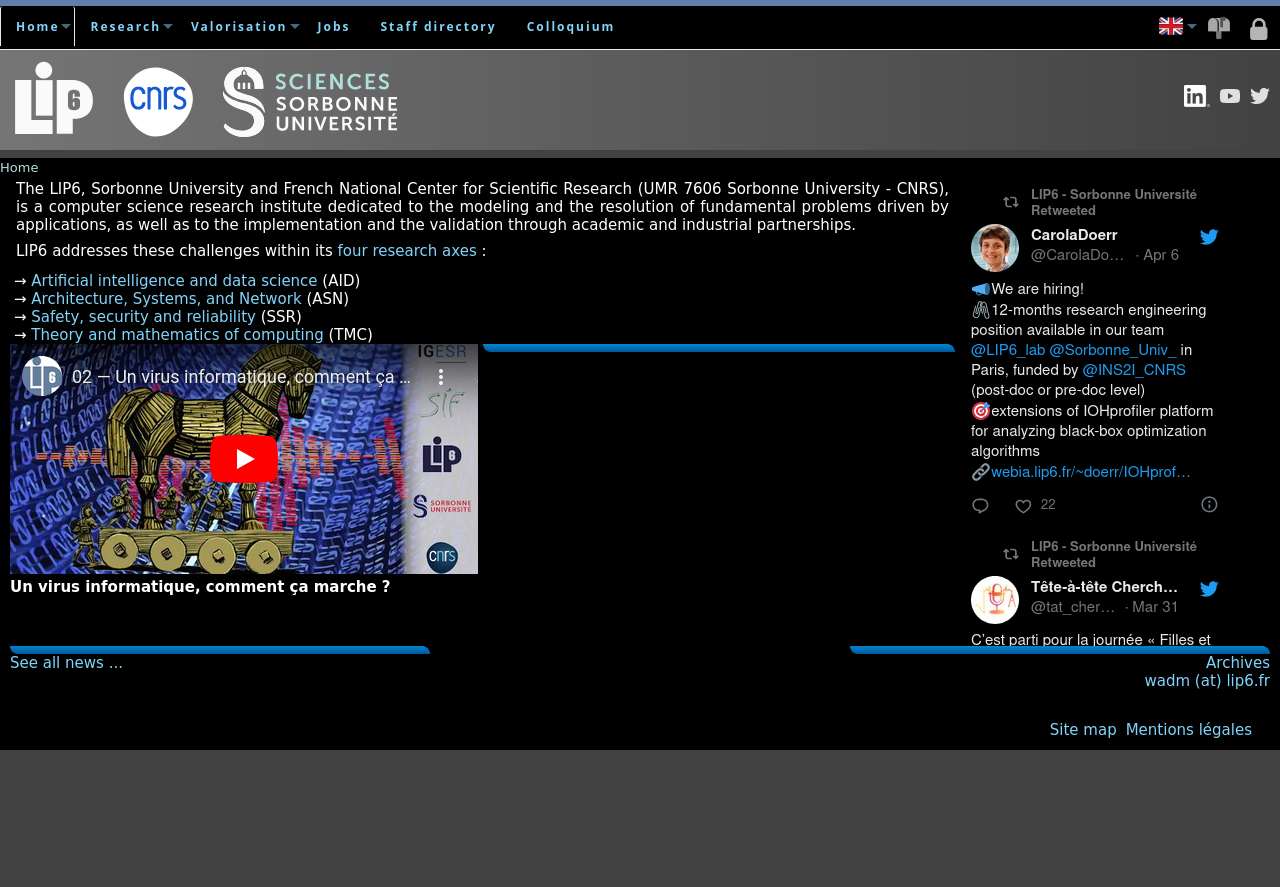 Home Research Valorisation Jobs Staff directory Colloquium
LIP6 cnrs SCIENCES
SORBONNE
UNIVERSITÉ
Home
The LIP6, Sorbonne University and French National Center for Scientific Research (UMR 7606 Sorbonne University - CNRS),
is a computer science research institute dedicated to the modeling and the resolution of fundamental problems driven by
applications, as well as to the implementation and the validation through academic and industrial partnerships.
LIP6 addresses these challenges within its four research axes :
→ Artificial intelligence and data science (AID)
→ Architecture, Systems, and Network (ASN)
→ Safety, security and reliability (SSR)
→ Theory and mathematics of computing (TMC)
IGESR
02 — Un virus informatique, comment ça ...
SIF
LIP6
SORBONNE
UNIVERSITÉ
cnrs
Un virus informatique, comment ça marche ?
LIP6 - Sorbonne Université
Retweeted
CarolaDoerr
@CarolaDo… · Apr 6
📣We are hiring!
12-months research engineering
position available in our team
@LIP6_lab @Sorbonne_Univ_ in
Paris, funded by @INS2I_CNRS
(post-doc or pre-doc level)
🎯extensions of IOHprofiler platform
for analyzing black-box optimization
algorithms
🔗webia.lip6.fr/~doerr/IOHprof…
22
LIP6 - Sorbonne Université
Retweeted
Tête-à-tête Cherch…
@tat_cher… · Mar 31
C'est parti pour la journée « Filles et
See all news ...
Archives
wadm (at) lip6.fr
Site map Mentions légales